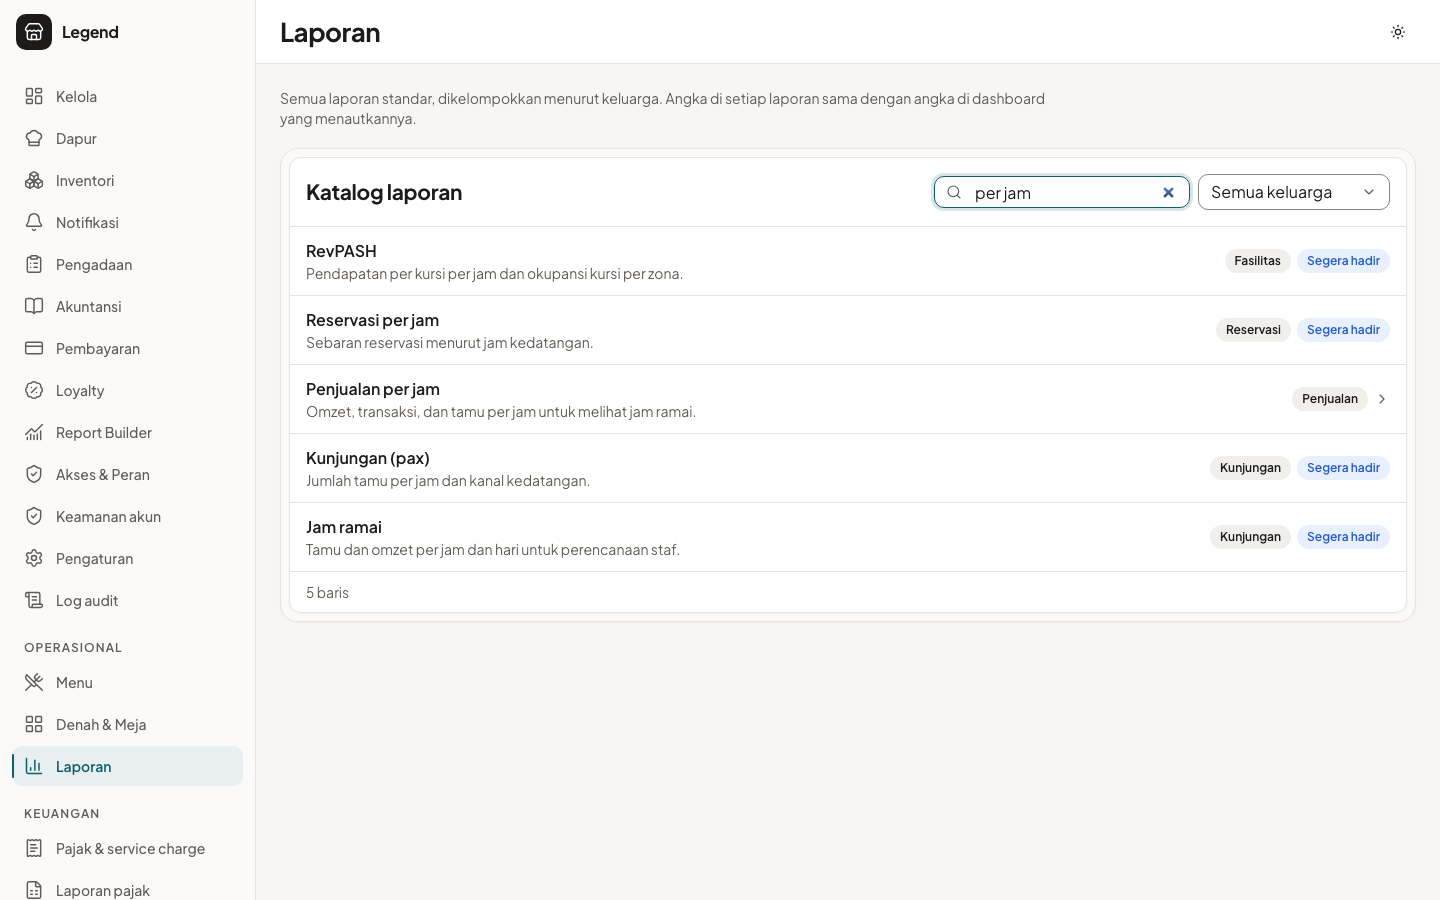 Legend
Kelola
Dapur
Inventori
Notifikasi
Pengadaan
Akuntansi
Pembayaran
Loyalty
Report Builder
Akses & Peran
Keamanan akun
Pengaturan
Log audit
OPERASIONAL
Menu
Denah & Meja
Laporan
KEUANGAN
Pajak & service charge
Laporan pajak
Laporan
Semua laporan standar, dikelompokkan menurut keluarga. Angka di setiap laporan sama dengan angka di dashboard
yang menautkannya.
Katalog laporan
per jam
Semua keluarga
RevPASH
Pendapatan per kursi per jam dan okupansi kursi per zona.
Fasilitas
Segera hadir
Reservasi per jam
Sebaran reservasi menurut jam kedatangan.
Reservasi
Segera hadir
Penjualan per jam
Omzet, transaksi, dan tamu per jam untuk melihat jam ramai.
Penjualan
Kunjungan (pax)
Jumlah tamu per jam dan kanal kedatangan.
Kunjungan
Segera hadir
Jam ramai
Tamu dan omzet per jam dan hari untuk perencanaan staf.
Kunjungan
Segera hadir
5 baris